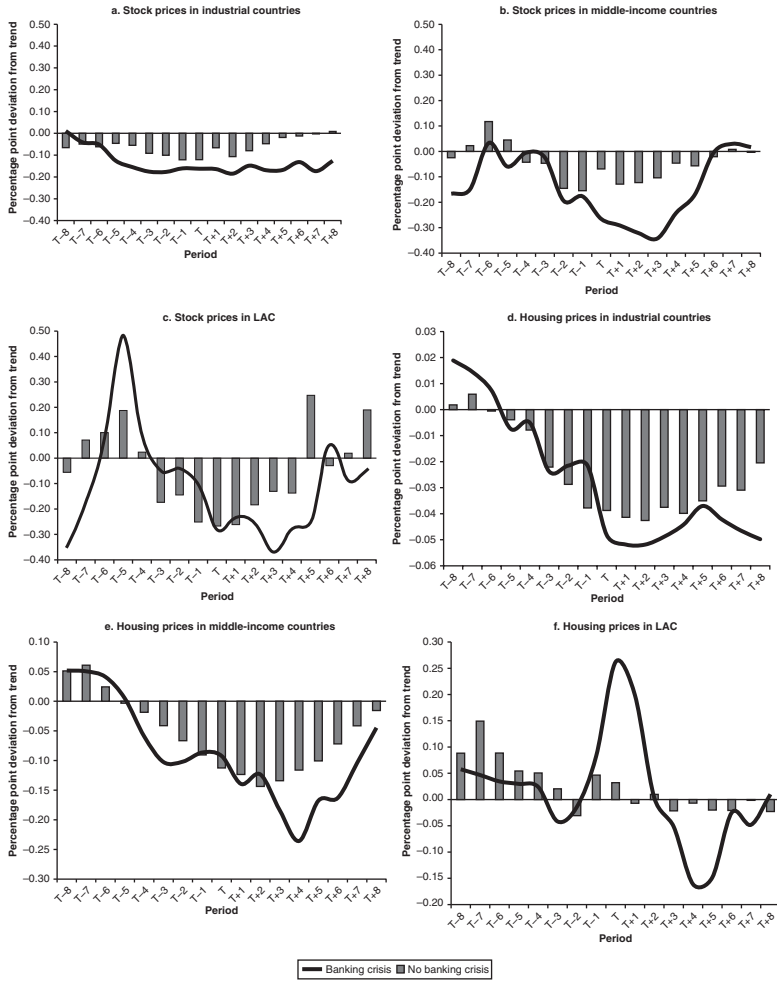 a. Stock prices in industrial countries
Percentage point deviation from trend
0.50
0.40
0.30
0.20
0.10
0.00
−0.10
−0.20
−0.30
−0.40
T−8 T−7 T−6 T−5 T−4 T−3 T−2 T−1 T T+1 T+2 T+3 T+4 T+5 T+6 T+7 T+8
Period
b. Stock prices in middle-income countries
Percentage point deviation from trend
0.50
0.40
0.30
0.20
0.10
0.00
−0.10
−0.20
−0.30
−0.40
T−8 T−7 T−6 T−5 T−4 T−3 T−2 T−1 T T+1 T+2 T+3 T+4 T+5 T+6 T+7 T+8
Period
c. Stock prices in LAC
Percentage point deviation from trend
0.50
0.40
0.30
0.20
0.10
0.00
−0.10
−0.20
−0.30
−0.40
T−8 T−7 T−6 T−5 T−4 T−3 T−2 T−1 T T+1 T+2 T+3 T+4 T+5 T+6 T+7 T+8
Period
d. Housing prices in industrial countries
Percentage point deviation from trend
0.03
0.02
0.01
0.00
−0.01
−0.02
−0.03
−0.04
−0.05
−0.06
T−8 T−7 T−6 T−5 T−4 T−3 T−2 T−1 T T+1 T+2 T+3 T+4 T+5 T+6 T+7 T+8
Period
e. Housing prices in middle-income countries
Percentage point deviation from trend
0.10
0.05
0.00
−0.05
−0.10
−0.15
−0.20
−0.25
−0.30
T−8 T−7 T−6 T−5 T−4 T−3 T−2 T−1 T T+1 T+2 T+3 T+4 T+5 T+6 T+7 T+8
Period
f. Housing prices in LAC
Percentage point deviation from trend
0.30
0.25
0.20
0.15
0.10
0.05
0.00
−0.05
−0.10
−0.15
−0.20
T−8 T−7 T−6 T−5 T−4 T−3 T−2 T−1 T T+1 T+2 T+3 T+4 T+5 T+6 T+7 T+8
Period
Banking crisis No banking crisis